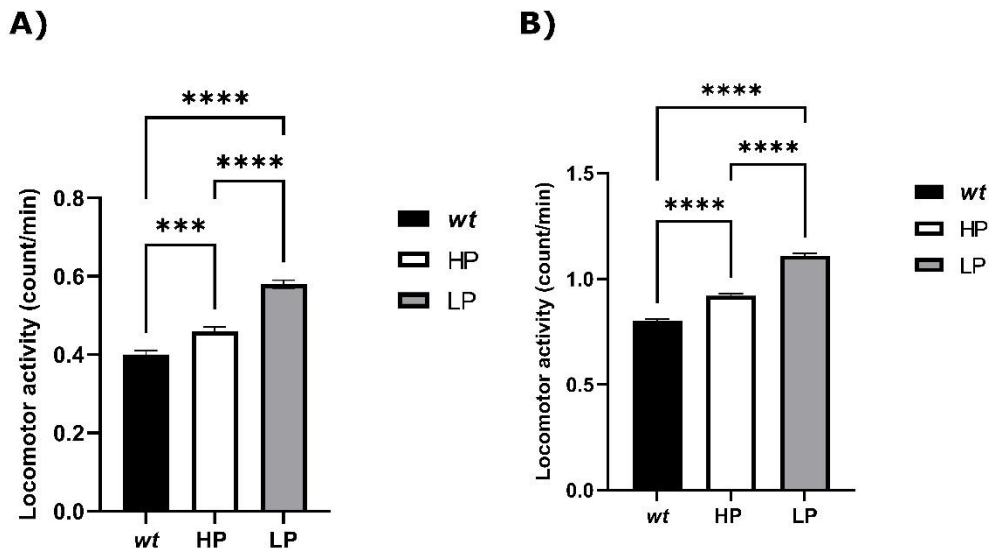 A)
****
****
***
Locomotor activity (count/min)
0.8
0.6
0.4
0.2
0.0
wt
HP
LP
wt
HP
LP
B)
****
****
****
Locomotor activity (count/min)
1.5
1.0
0.5
0.0
wt
HP
LP
wt
HP
LP